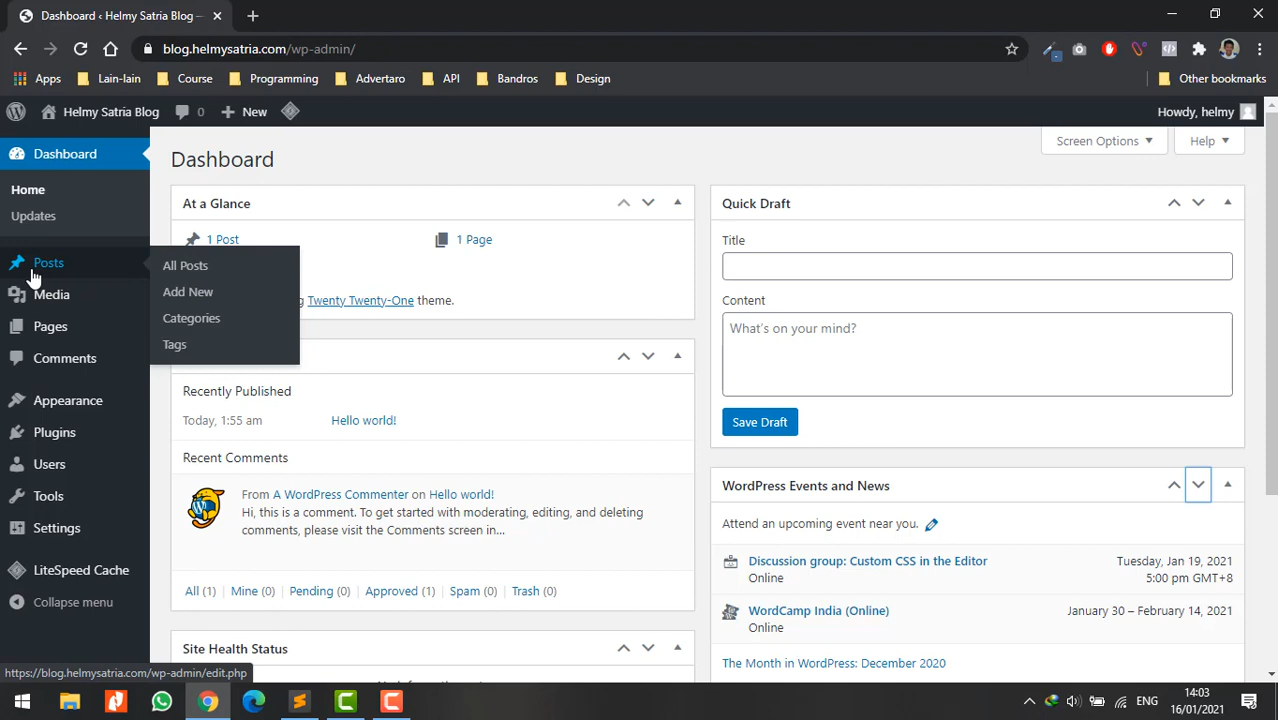 Dashboard ‹ Helmy Satria Blog –
blog.helmysatria.com/wp-admin/
Apps Lain-lain Course Programming Advertaro API Bandros Design Other bookmarks
Helmy Satria Blog 0 New Howdy, helmy
Dashboard
Home
Updates
Posts
Media
Pages
Comments
Appearance
Plugins
Users
Tools
Settings
LiteSpeed Cache
Collapse menu
All Posts
Add New
Categories
Tags
Screen Options Help
Dashboard
At a Glance
1 Post 1 Page
Twenty Twenty-One theme.
Recently Published
Today, 1:55 am Hello world!
Recent Comments
From A WordPress Commenter on Hello world!
Hi, this is a comment. To get started with moderating, editing, and deleting
comments, please visit the Comments screen in...
All (1) Mine (0) Pending (0) Approved (1) Spam (0) Trash (0)
Site Health Status
Quick Draft
Title
Content
What's on your mind?
Save Draft
WordPress Events and News
Attend an upcoming event near you.
Discussion group: Custom CSS in the Editor Tuesday, Jan 19, 2021
Online 5:00 pm GMT+8
WordCamp India (Online) January 30 – February 14, 2021
Online
The Month in WordPress: December 2020
https://blog.helmysatria.com/wp-admin/edit.php
ENG
14:03
16/01/2021